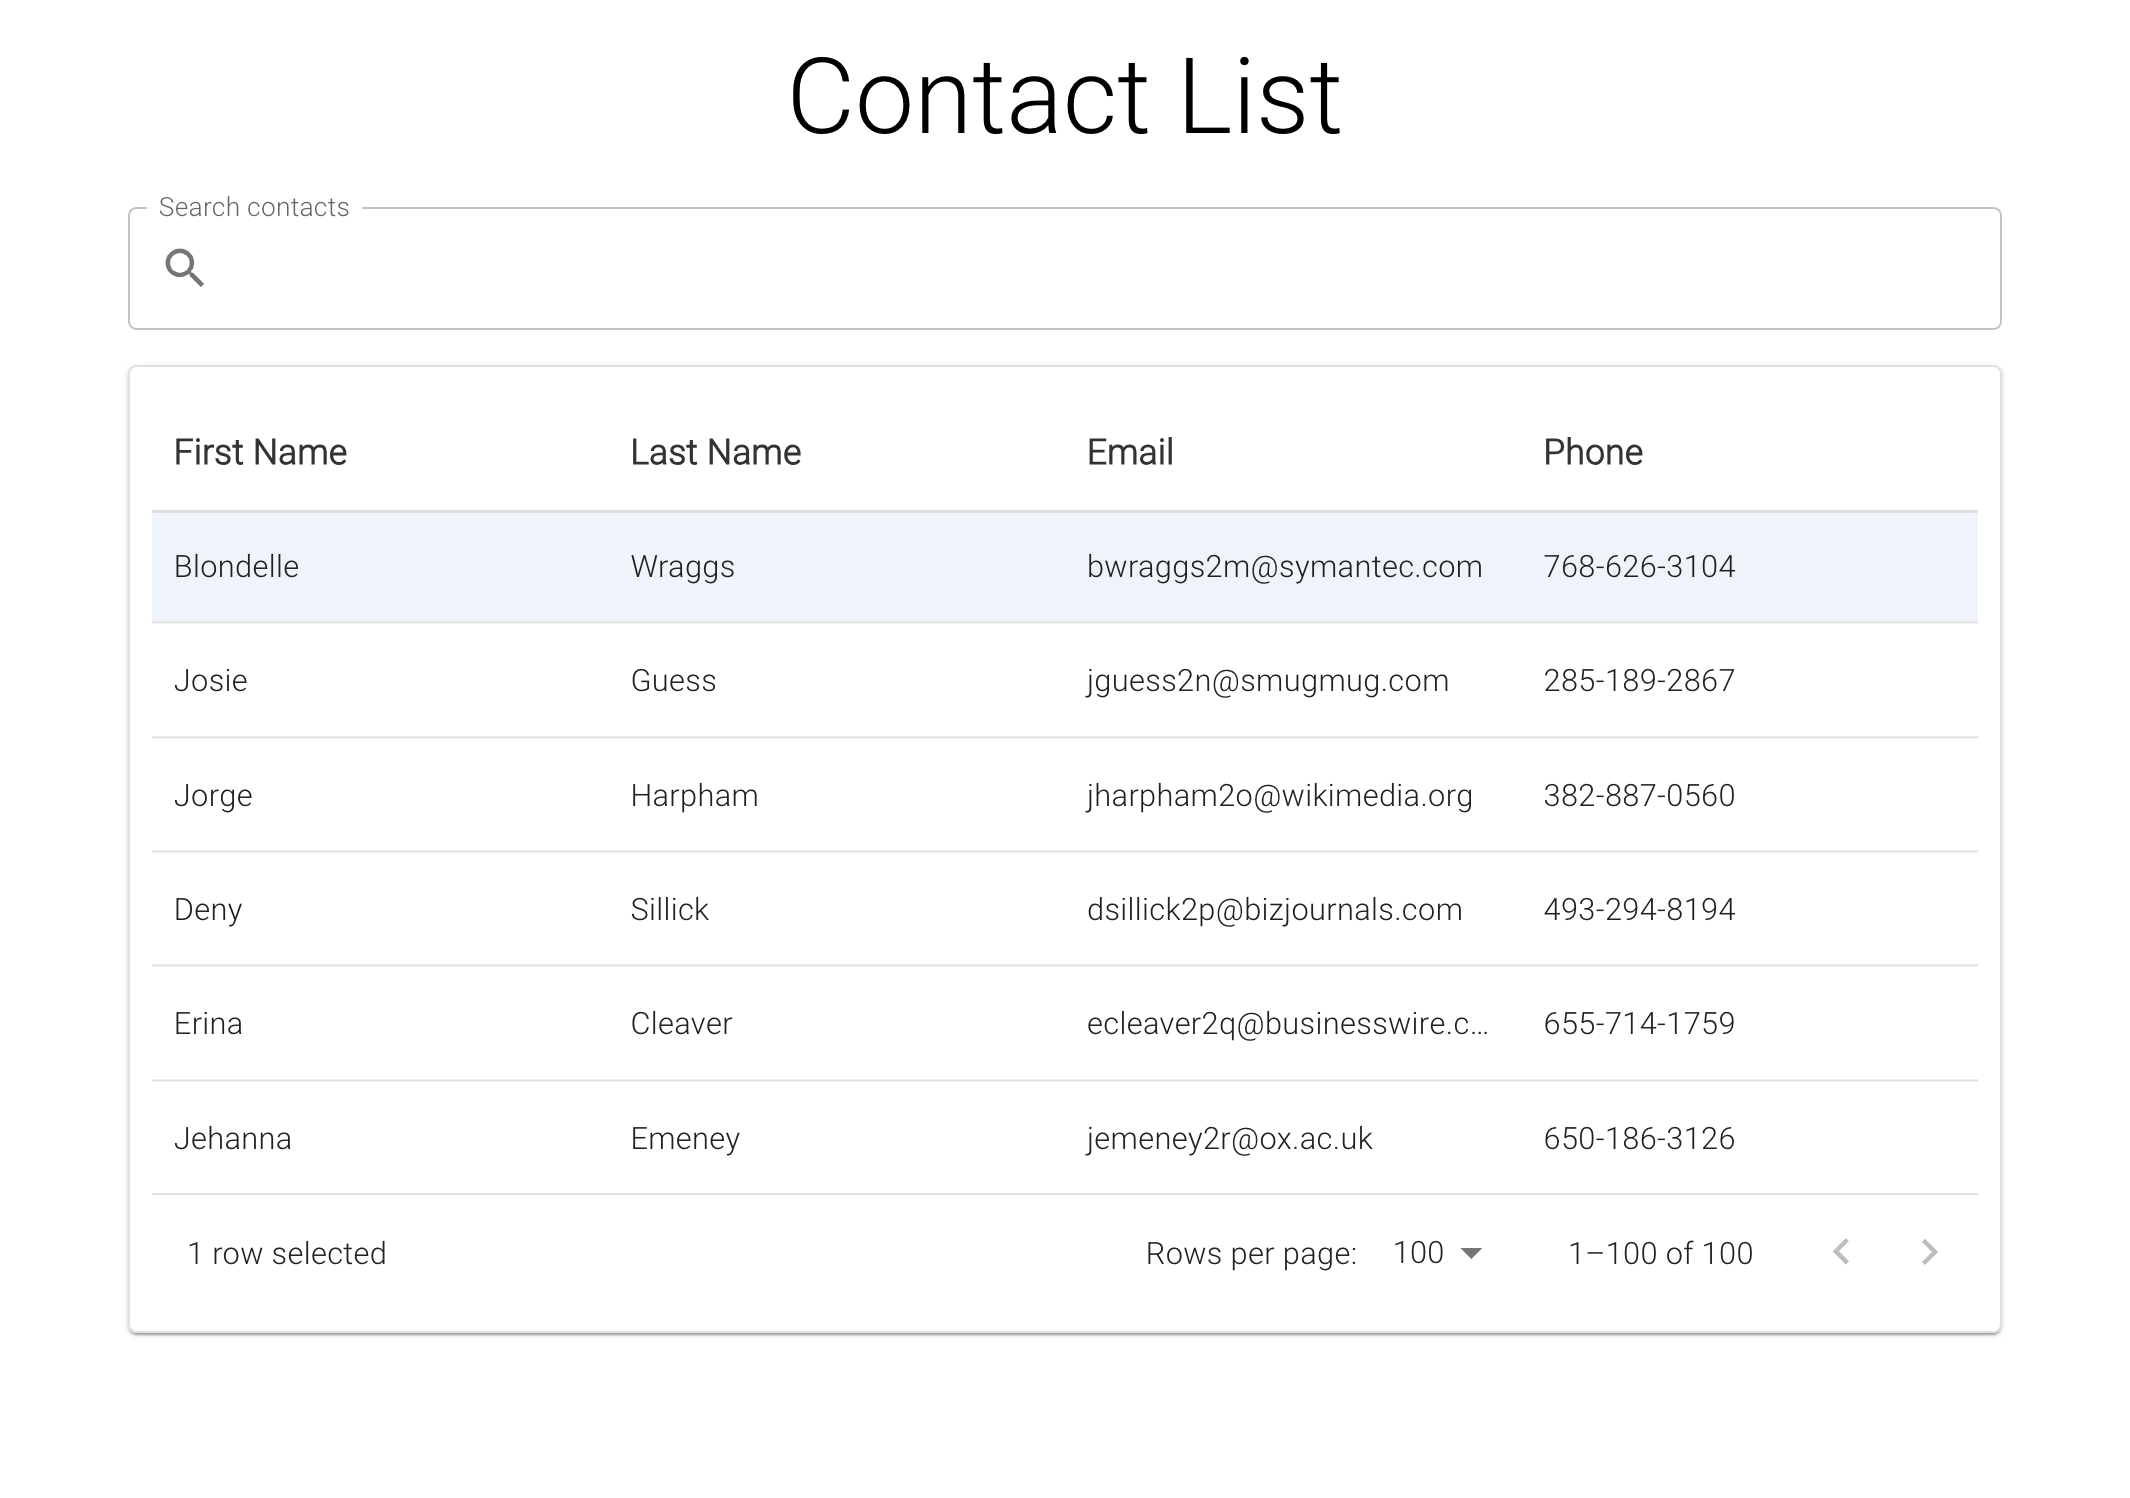 Contact List
Search contacts
First Name Last Name Email Phone
Blondelle Wraggs bwraggs2m@symantec.com 768-626-3104
Josie Guess jguess2n@smugmug.com 285-189-2867
Jorge Harpham jharpham2o@wikimedia.org 382-887-0560
Deny Sillick dsillick2p@bizjournals.com 493-294-8194
Erina Cleaver ecleaver2q@businesswire.c... 655-714-1759
Jehanna Emeney jemeney2r@ox.ac.uk 650-186-3126
1 row selected Rows per page: 100 1–100 of 100